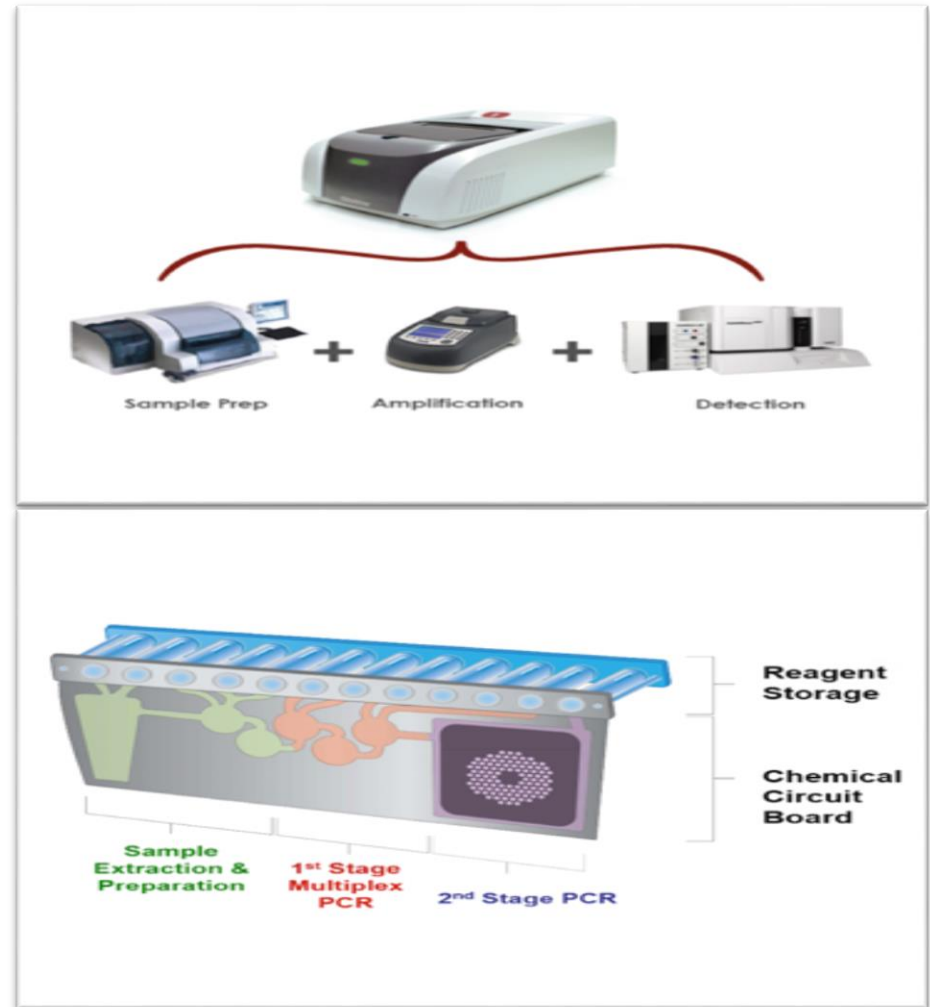 Sample Prep
+
Amplification
+
Detection
Reagent
Storage
Chemical
Circuit
Board
Sample
Extraction &
Preparation
1st Stage
Multiplex
PCR
2nd Stage PCR